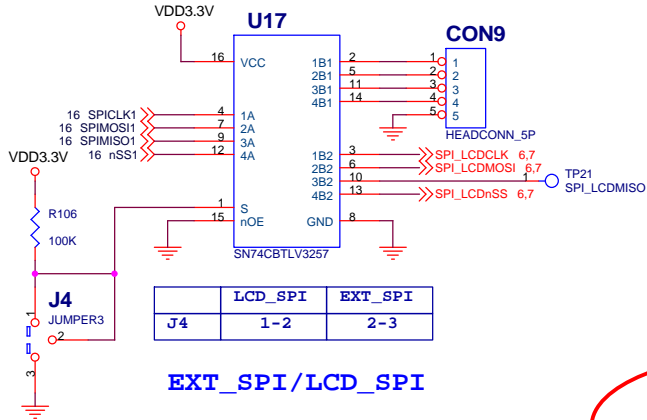 VDD3.3V
U17
CON9
16 VCC
1B1 2 1 1
2B1 5 2 2
3B1 11 3 3
4B1 14 4 4
5 5
HEADCONN_5P
16 SPICLK1 4 1A
16 SPIMOSI1 7 2A
16 SPIMISO1 9 3A
16 nSS1 12 4A
1B2 3 SPI_LCDCLK 6,7
2B2 6 SPI_LCDMOSI 6,7
3B2 10 1 TP21
SPI_LCDMISO
4B2 13 SPI_LCDnSS 6,7
VDD3.3V
R106
100K
1 S
15 nOE
GND 8
SN74CBTLV3257
J4
JUMPER3
1
2
3
LCD_SPI EXT_SPI
J4 1-2 2-3
EXT_SPI/LCD_SPI